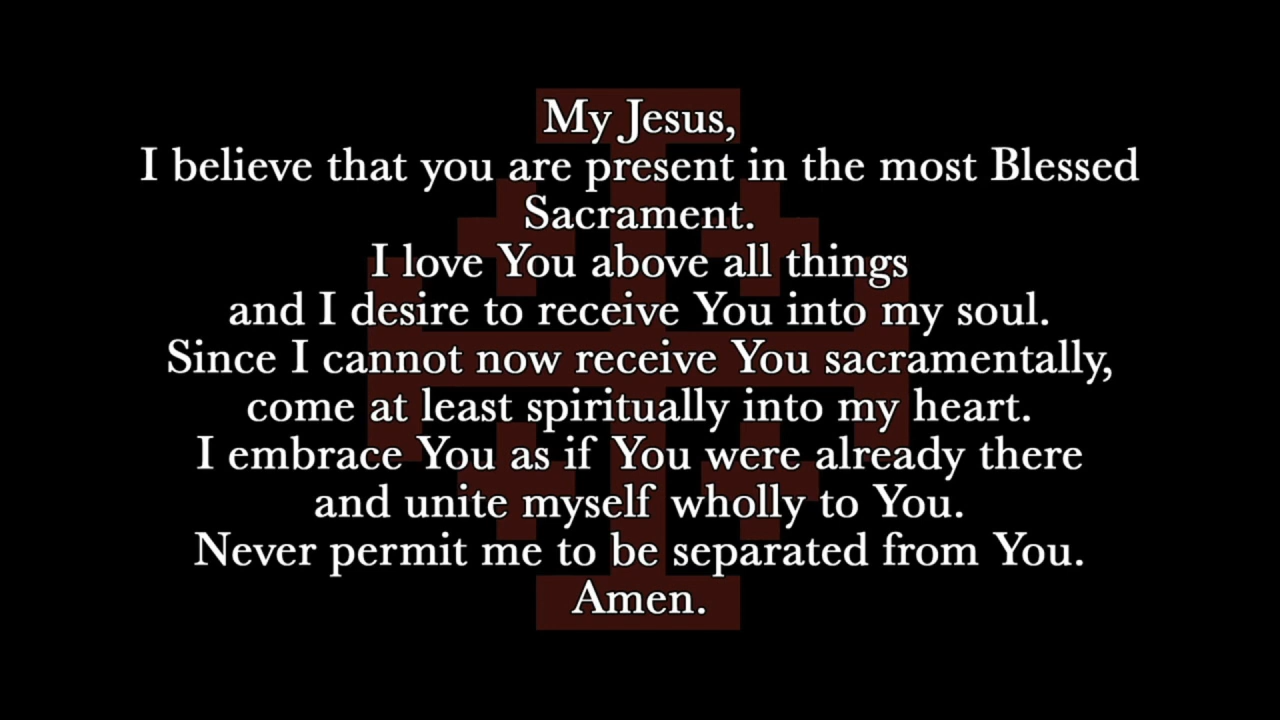 My Jesus,
I believe that you are present in the most Blessed
Sacrament.
I love You above all things
and I desire to receive You into my soul.
Since I cannot now receive You sacramentally,
come at least spiritually into my heart.
I embrace You as if You were already there
and unite myself wholly to You.
Never permit me to be separated from You.
Amen.